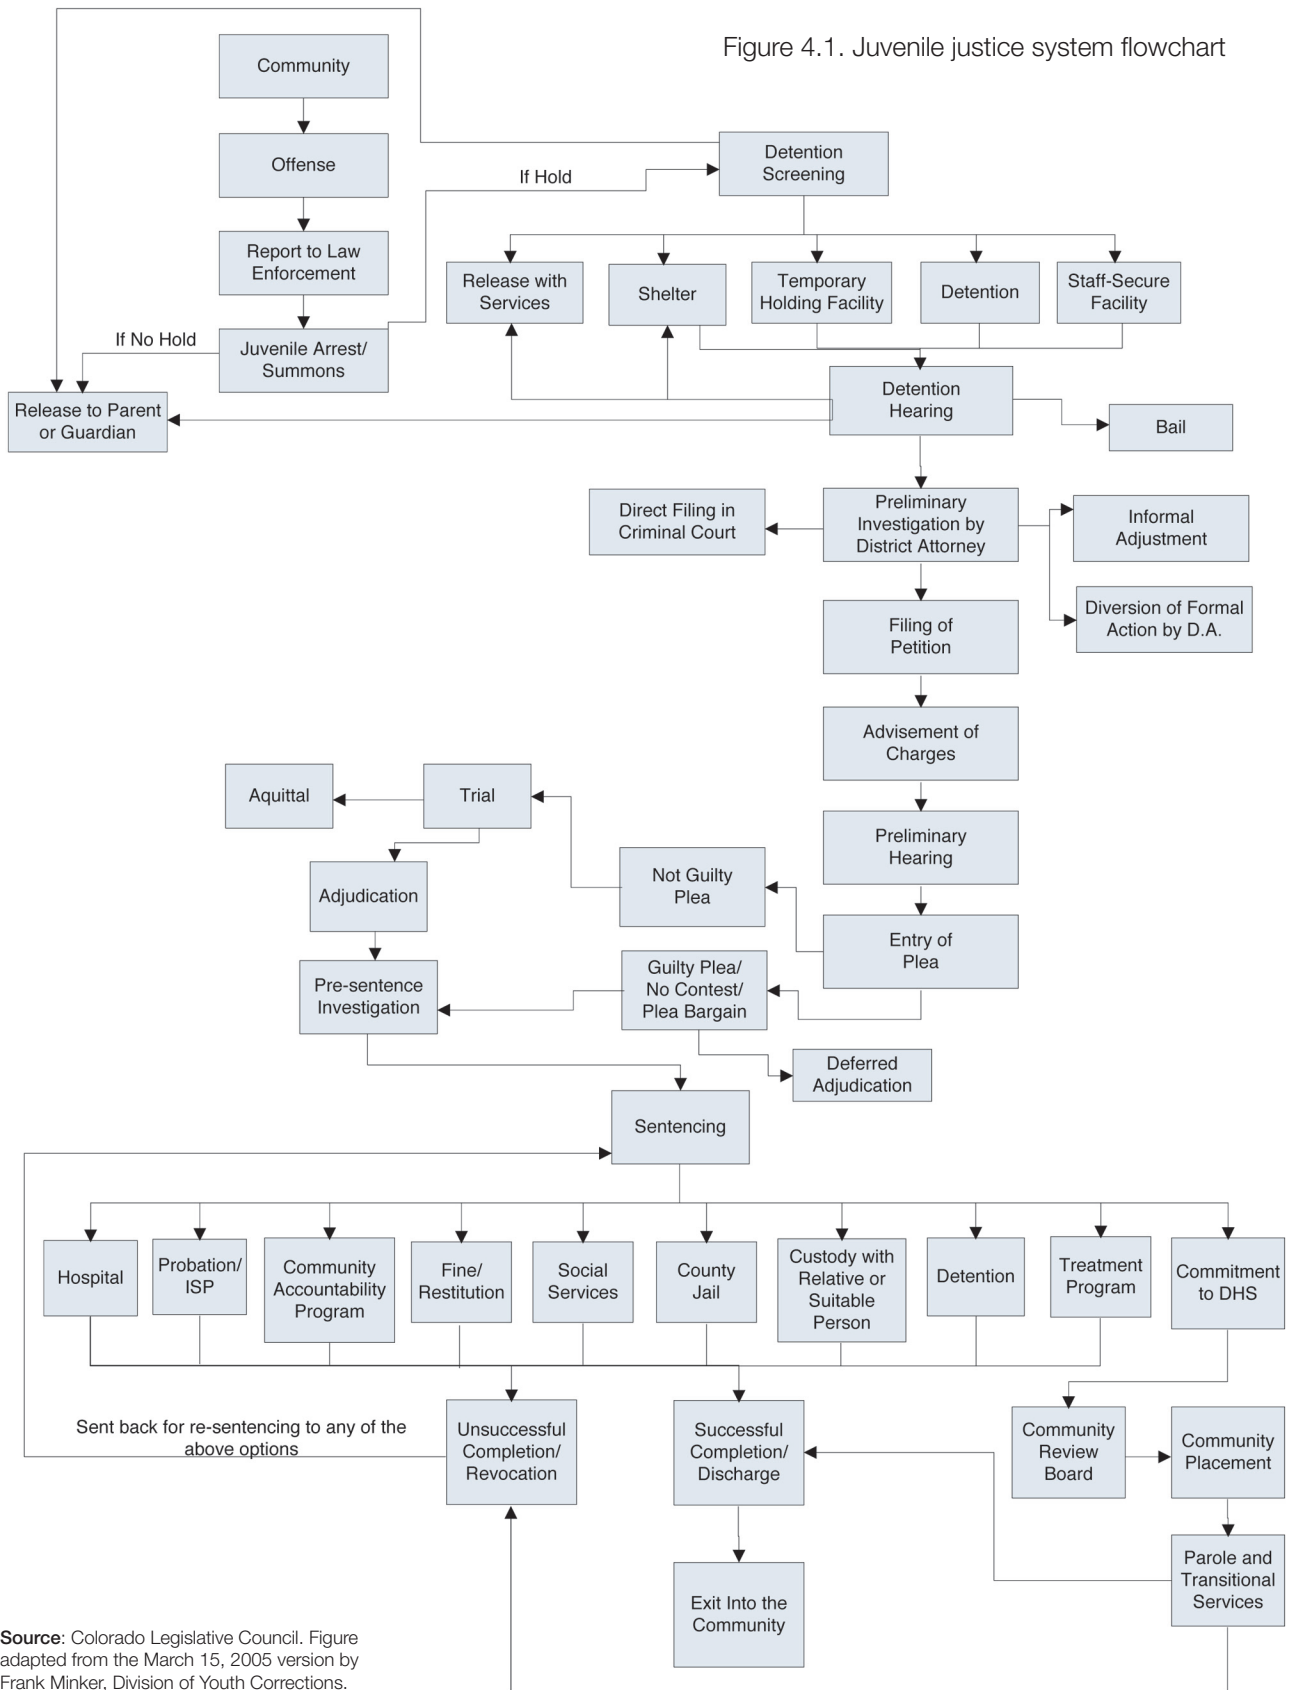 Figure 4.1. Juvenile justice system flowchart
Community
Offense
Report to Law
Enforcement
Juvenile Arrest/
Summons
If No Hold
If Hold
Release to Parent
or Guardian
Detention
Screening
Release with
Services
Shelter
Temporary
Holding Facility
Detention
Staff-Secure
Facility
Detention
Hearing
Bail
Direct Filing in
Criminal Court
Preliminary
Investigation by
District Attorney
Informal
Adjustment
Diversion of Formal
Action by D.A.
Filing of
Petition
Advisement of
Charges
Preliminary
Hearing
Entry of
Plea
Not Guilty
Plea
Trial
Aquittal
Adjudication
Pre-sentence
Investigation
Guilty Plea/
No Contest/
Plea Bargain
Deferred
Adjudication
Sentencing
Hospital
Probation/
ISP
Community
Accountability
Program
Fine/
Restitution
Social
Services
County
Jail
Custody with
Relative or
Suitable
Person
Detention
Treatment
Program
Commitment
to DHS
Sent back for re-sentencing to any of the
above options
Unsuccessful
Completion/
Revocation
Successful
Completion/
Discharge
Community
Review
Board
Community
Placement
Parole and
Transitional
Services
Exit Into the
Community
Source: Colorado Legislative Council. Figure
adapted from the March 15, 2005 version by
Frank Minker, Division of Youth Corrections.